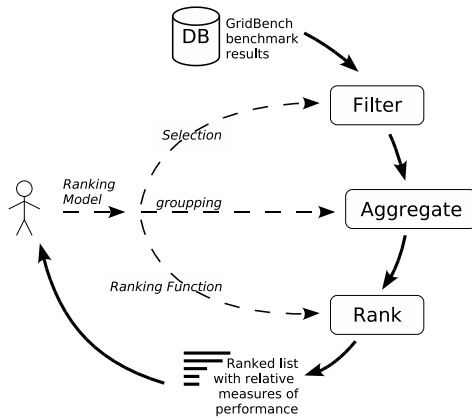 DB
GridBench
benchmark
results
Filter
Selection
Ranking
Model
groupping
Aggregate
Ranking Function
Rank
Ranked list
with relative
measures of
performance